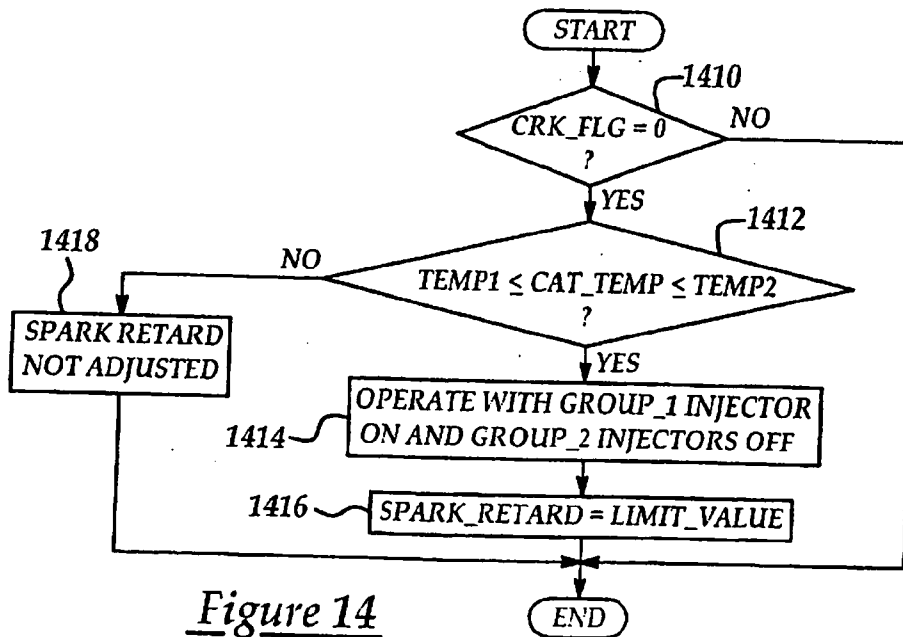 START
1410
CRK_FLG = 0
?
NO
YES
1412
1418
NO
TEMP1 ≤ CAT_TEMP ≤ TEMP2
?
SPARK RETARD
NOT ADJUSTED
YES
OPERATE WITH GROUP_1 INJECTOR
ON AND GROUP_2 INJECTORS OFF
1414
1416
SPARK_RETARD = LIMIT_VALUE
Figure 14
END